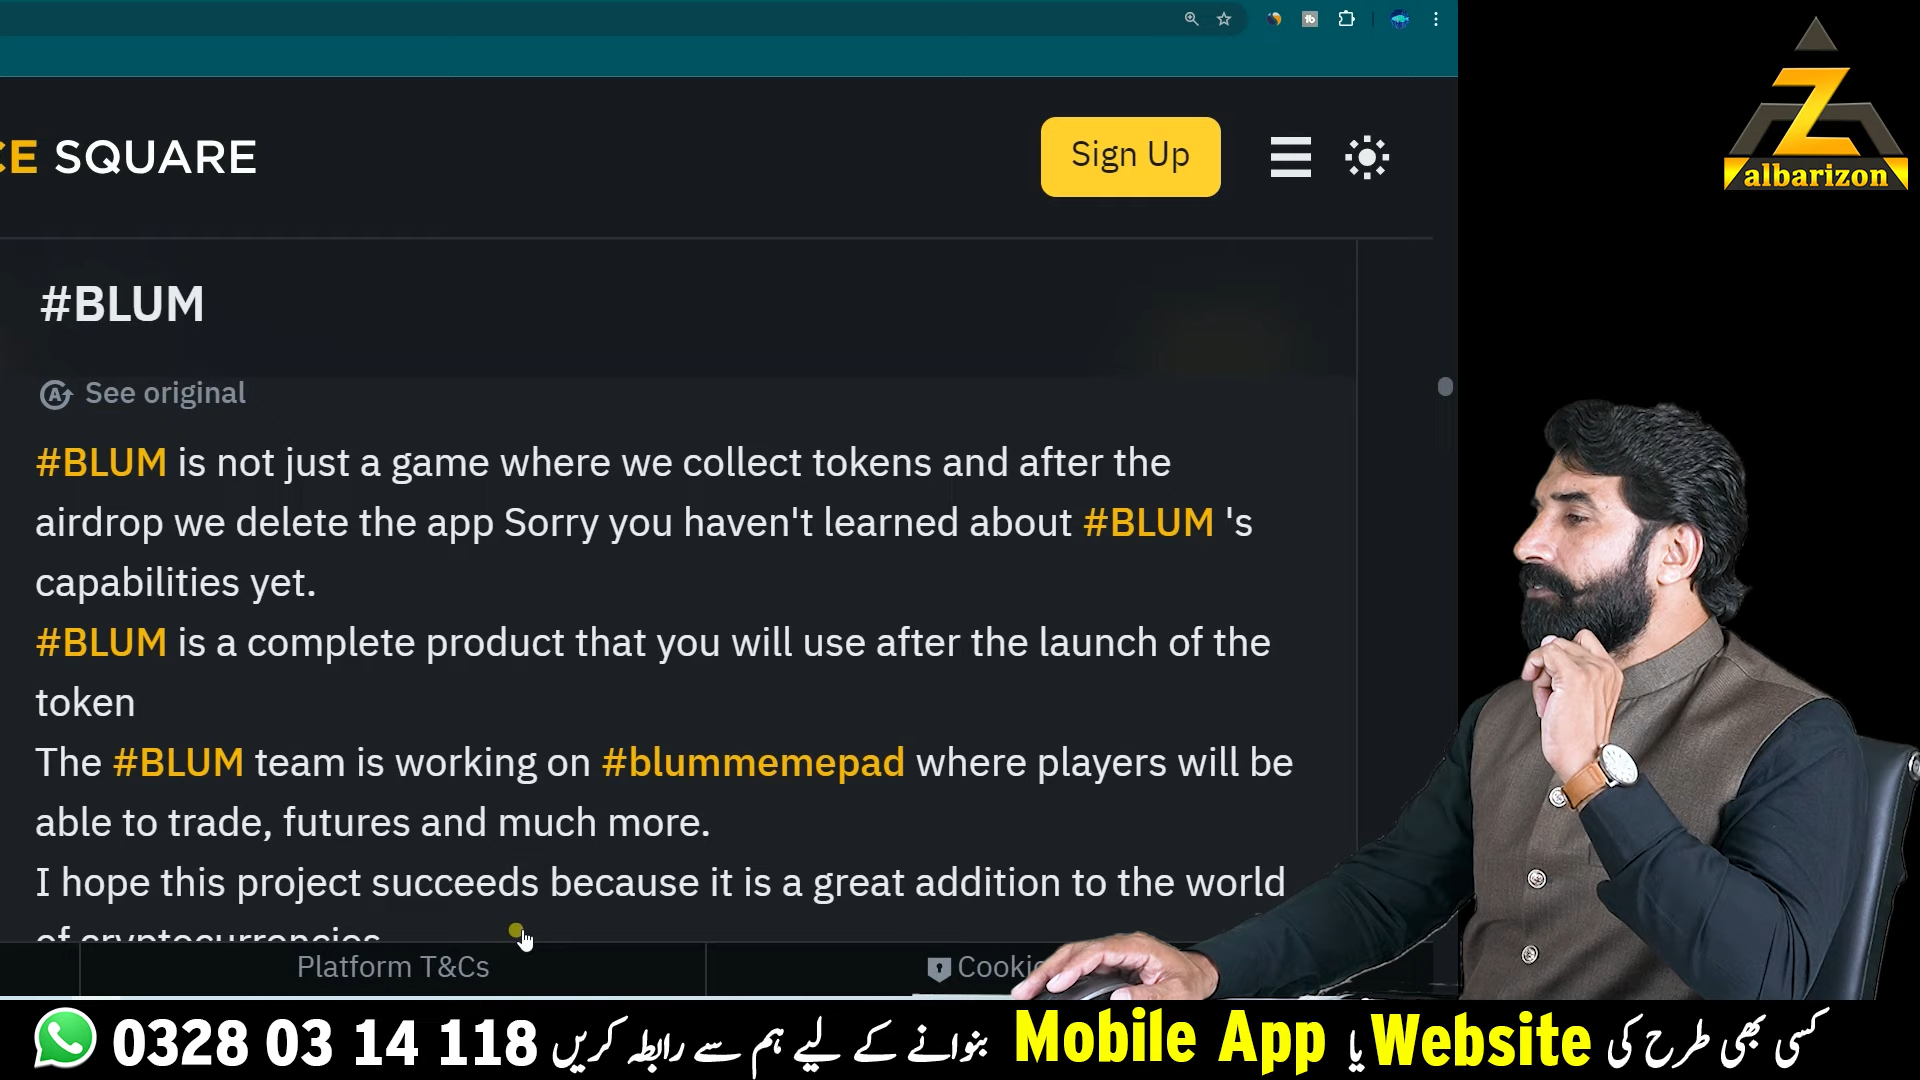 CE SQUARE
Sign Up
albarizon
#BLUM
See original
#BLUM is not just a game where we collect tokens and after the
airdrop we delete the app Sorry you haven't learned about #BLUM 's
capabilities yet.
#BLUM is a complete product that you will use after the launch of the
token
The #BLUM team is working on #blummemepad where players will be
able to trade, futures and much more.
I hope this project succeeds because it is a great addition to the world
of cryptocurrencies
Platform T&Cs
کسی بھی طرح کی Website یا Mobile App بنوانے کے لیے ہم سے رابطہ کریں 0328 03 14 118